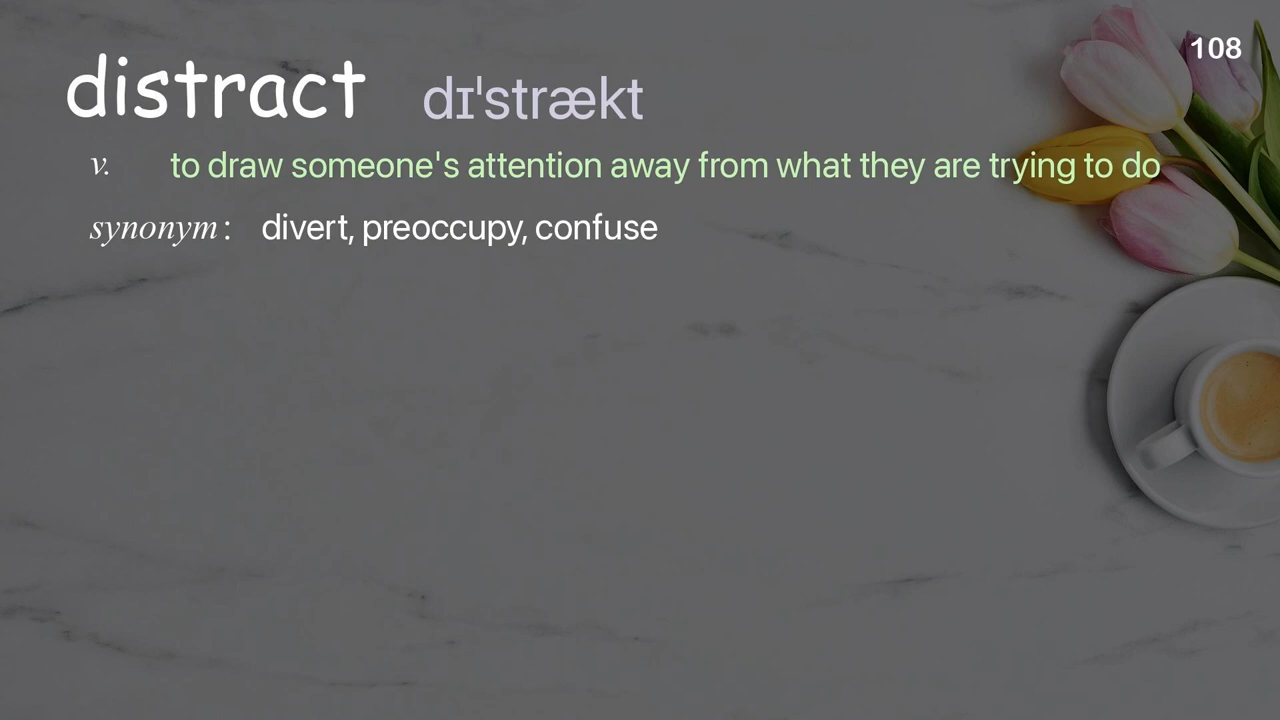 108
distract dɪˈstrækt
v. to draw someone's attention away from what they are trying to do
synonym: divert, preoccupy, confuse